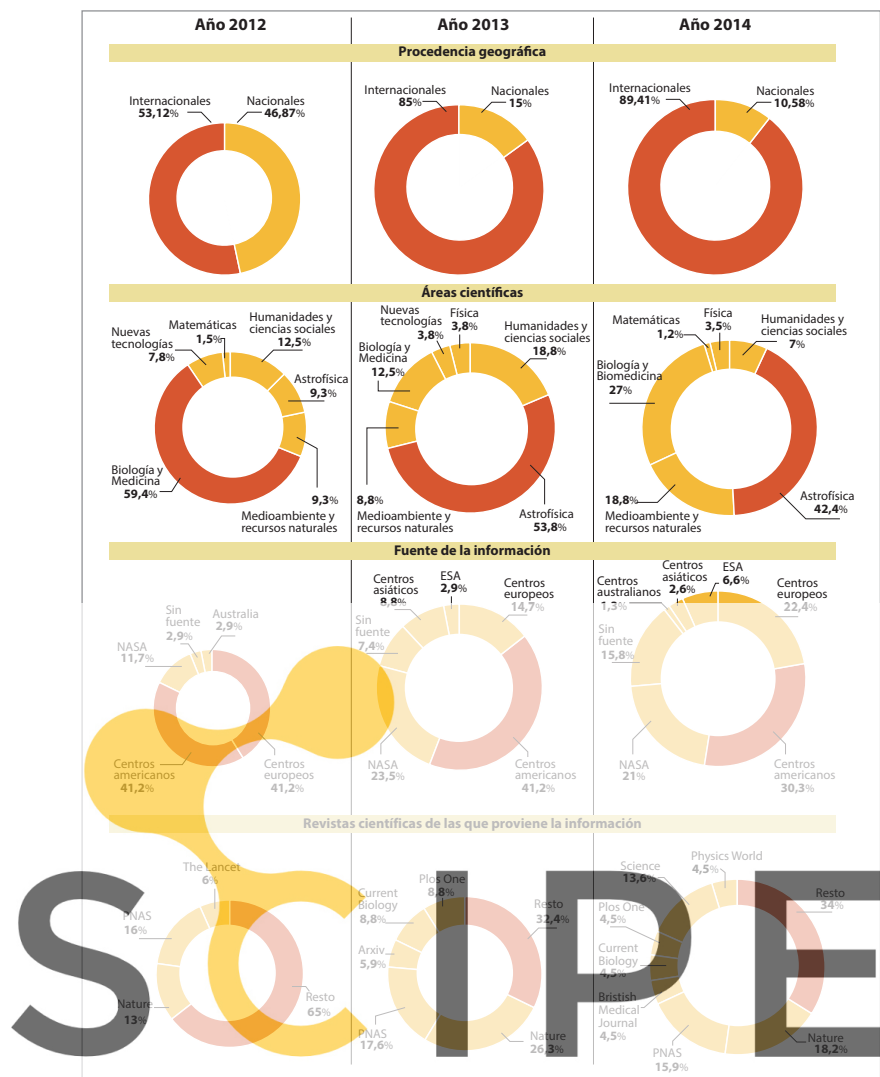 Año 2012
Año 2013
Año 2014
Procedencia geográfica
Internacionales
53,12%
Nacionales
46,87%
Internacionales
85%
Nacionales
15%
Internacionales
89,41%
Nacionales
10,58%
Áreas científicas
Nuevas
tecnologías
7,8%
Matemáticas
1,5%
Humanidades y
ciencias sociales
12,5%
Astrofísica
9,3%
Biología y
Medicina
59,4%
9,3%
Medioambiente y
recursos naturales
Nuevas
tecnologías
3,8%
Física
3,8%
Humanidades y
ciencias sociales
18,8%
Biología y
Medicina
12,5%
8,8%
Medioambiente y
recursos naturales
Astrofísica
53,8%
Matemáticas
1,2%
Física
3,5%
Humanidades y
ciencias sociales
7%
Biología y
Biomedicina
27%
18,8%
Medioambiente y
recursos naturales
Astrofísica
42,4%
Fuente de la información
Sin
fuente
2,9%
Australia
2,9%
NASA
11,7%
Centros
americanos
41,2%
Centros
europeos
41,2%
Centros
asiáticos
8,8%
ESA
2,9%
Centros
europeos
14,7%
Sin
fuente
7,4%
NASA
23,5%
Centros
americanos
41,2%
Centros
australianos
1,3%
Centros
asiáticos
2,6%
ESA
6,6%
Centros
europeos
22,4%
Sin
fuente
15,8%
NASA
21%
Centros
americanos
30,3%
Revistas científicas de las que proviene la información
The Lancet
6%
PNAS
16%
Nature
13%
Resto
65%
Plos One
8,8%
Current
Biology
8,8%
Arxiv
5,9%
PNAS
17,6%
Resto
32,4%
Nature
26,3%
Science
13,6%
Physics World
4,5%
Plos One
4,5%
Current
Biology
4,5%
Bristish
Medical
Journal
4,5%
PNAS
15,9%
Resto
34%
Nature
18,2%
SCIPE